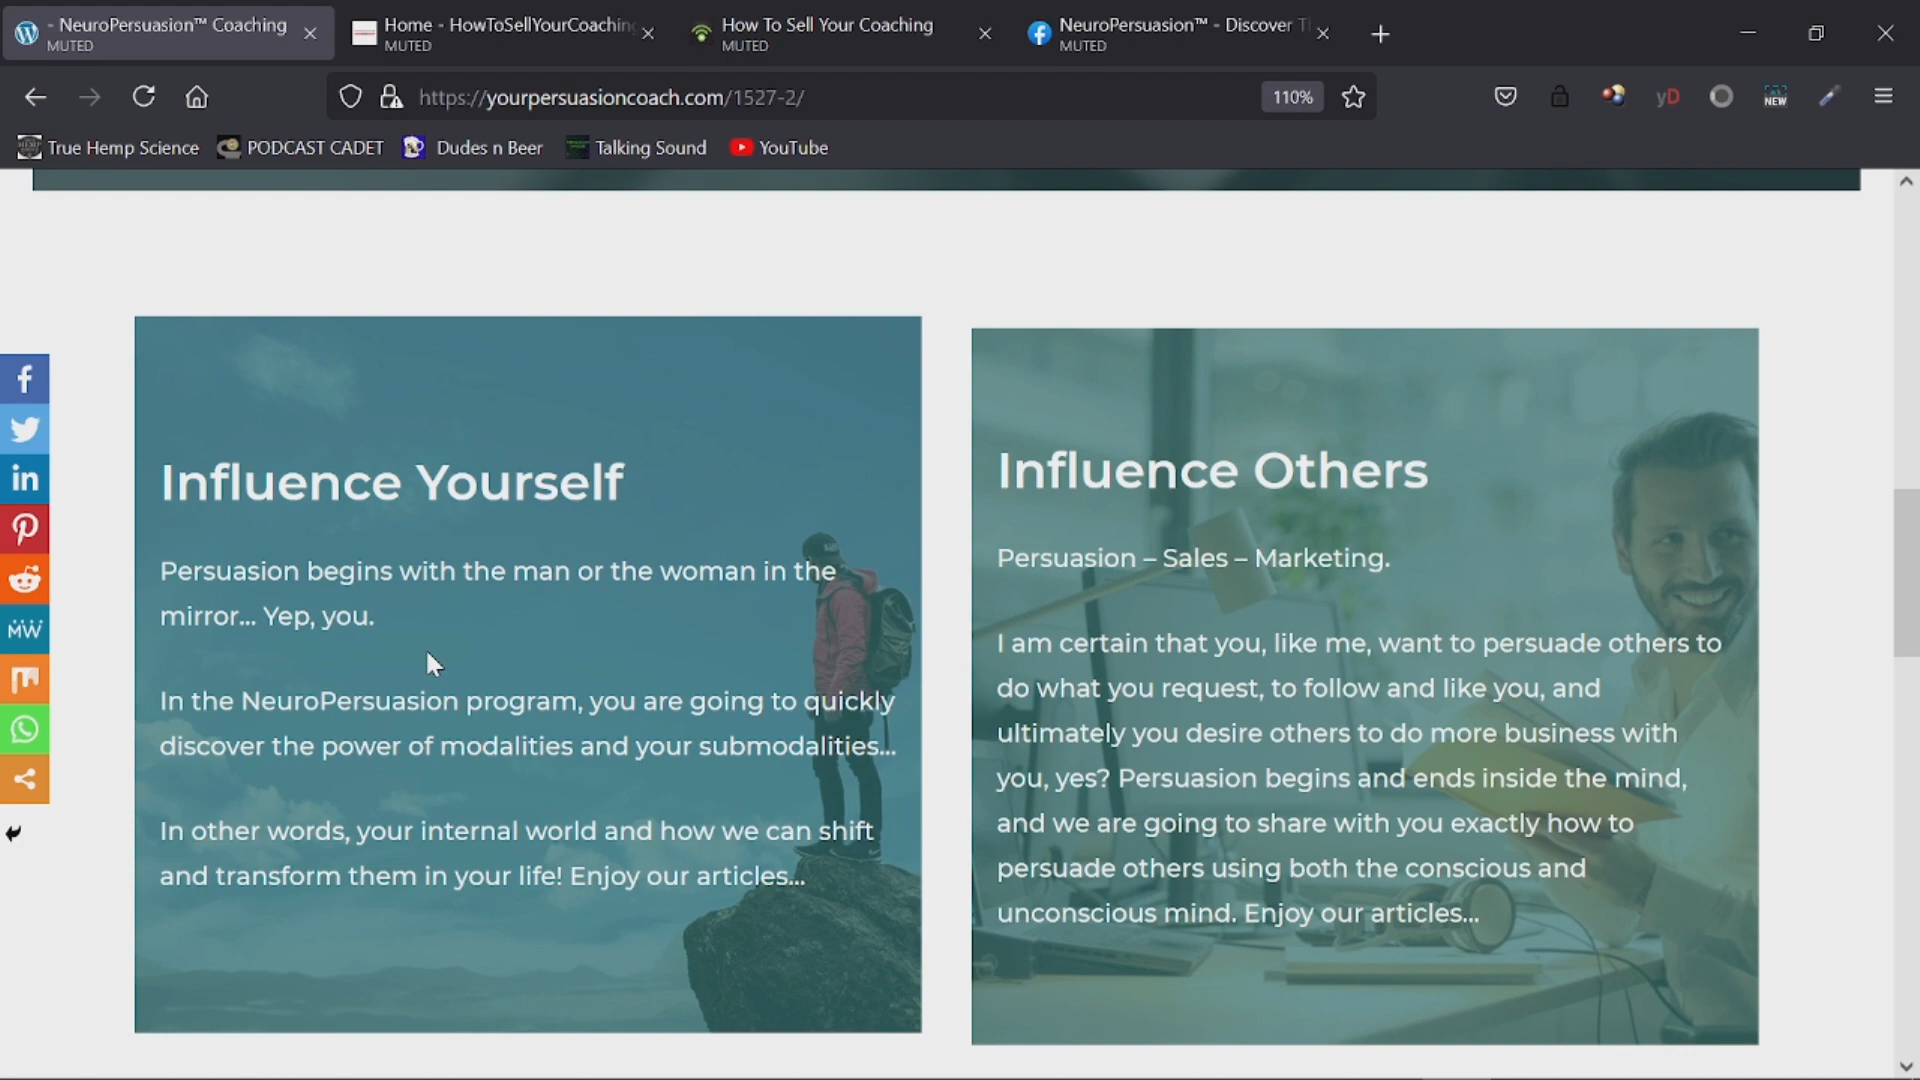 - NeuroPersuasion™ Coaching
MUTED
Home - HowToSellYourCoaching
MUTED
How To Sell Your Coaching
MUTED
NeuroPersuasion™ - Discover T
MUTED
https://yourpersuasioncoach.com/1527-2/
110%
yD
NEW
True Hemp Science
PODCAST CADET
Dudes n Beer
Talking Sound
YouTube
Influence Yourself
Persuasion begins with the man or the woman in the
mirror... Yep, you.
In the NeuroPersuasion program, you are going to quickly
discover the power of modalities and your submodalities...
In other words, your internal world and how we can shift
and transform them in your life! Enjoy our articles...
Influence Others
Persuasion – Sales – Marketing.
I am certain that you, like me, want to persuade others to
do what you request, to follow and like you, and
ultimately you desire others to do more business with
you, yes? Persuasion begins and ends inside the mind,
and we are going to share with you exactly how to
persuade others using both the conscious and
unconscious mind. Enjoy our articles...
f
in
MW